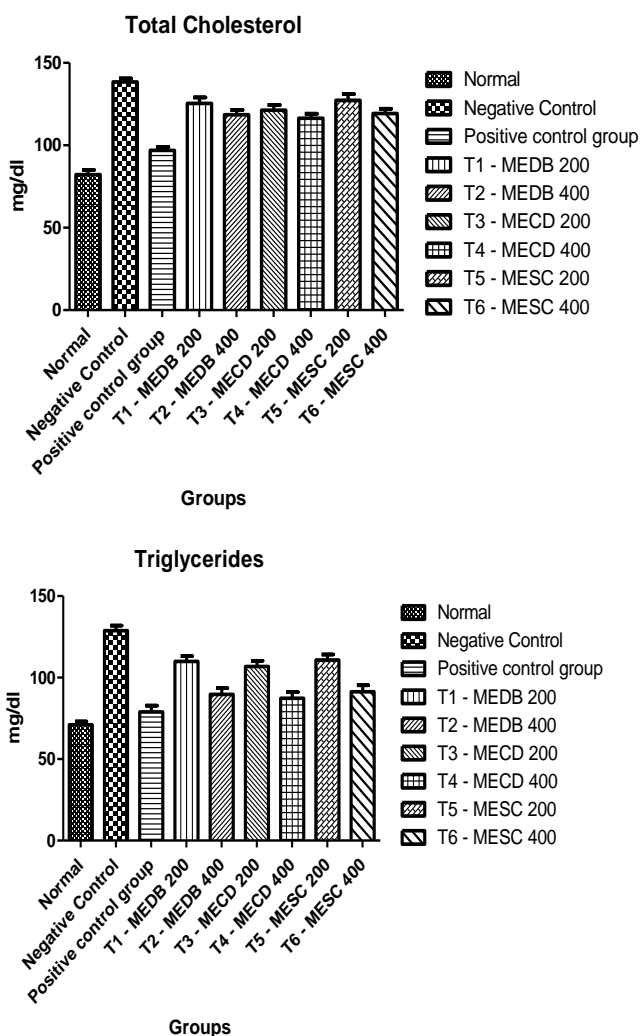 Total Cholesterol
150
100
50
0
mg/dl
Normal
Negative Control
Positive control group
T1 - MEDB 200
T2 - MEDB 400
T3 - MECD 200
T4 - MECD 400
T5 - MESC 200
T6 - MESC 400
Groups
Normal
Negative Control
Positive control group
T1 - MEDB 200
T2 - MEDB 400
T3 - MECD 200
T4 - MECD 400
T5 - MESC 200
T6 - MESC 400
Triglycerides
150
100
50
0
mg/dl
Normal
Negative Control
Positive control group
T1 - MEDB 200
T2 - MEDB 400
T3 - MECD 200
T4 - MECD 400
T5 - MESC 200
T6 - MESC 400
Groups
Normal
Negative Control
Positive control group
T1 - MEDB 200
T2 - MEDB 400
T3 - MECD 200
T4 - MECD 400
T5 - MESC 200
T6 - MESC 400